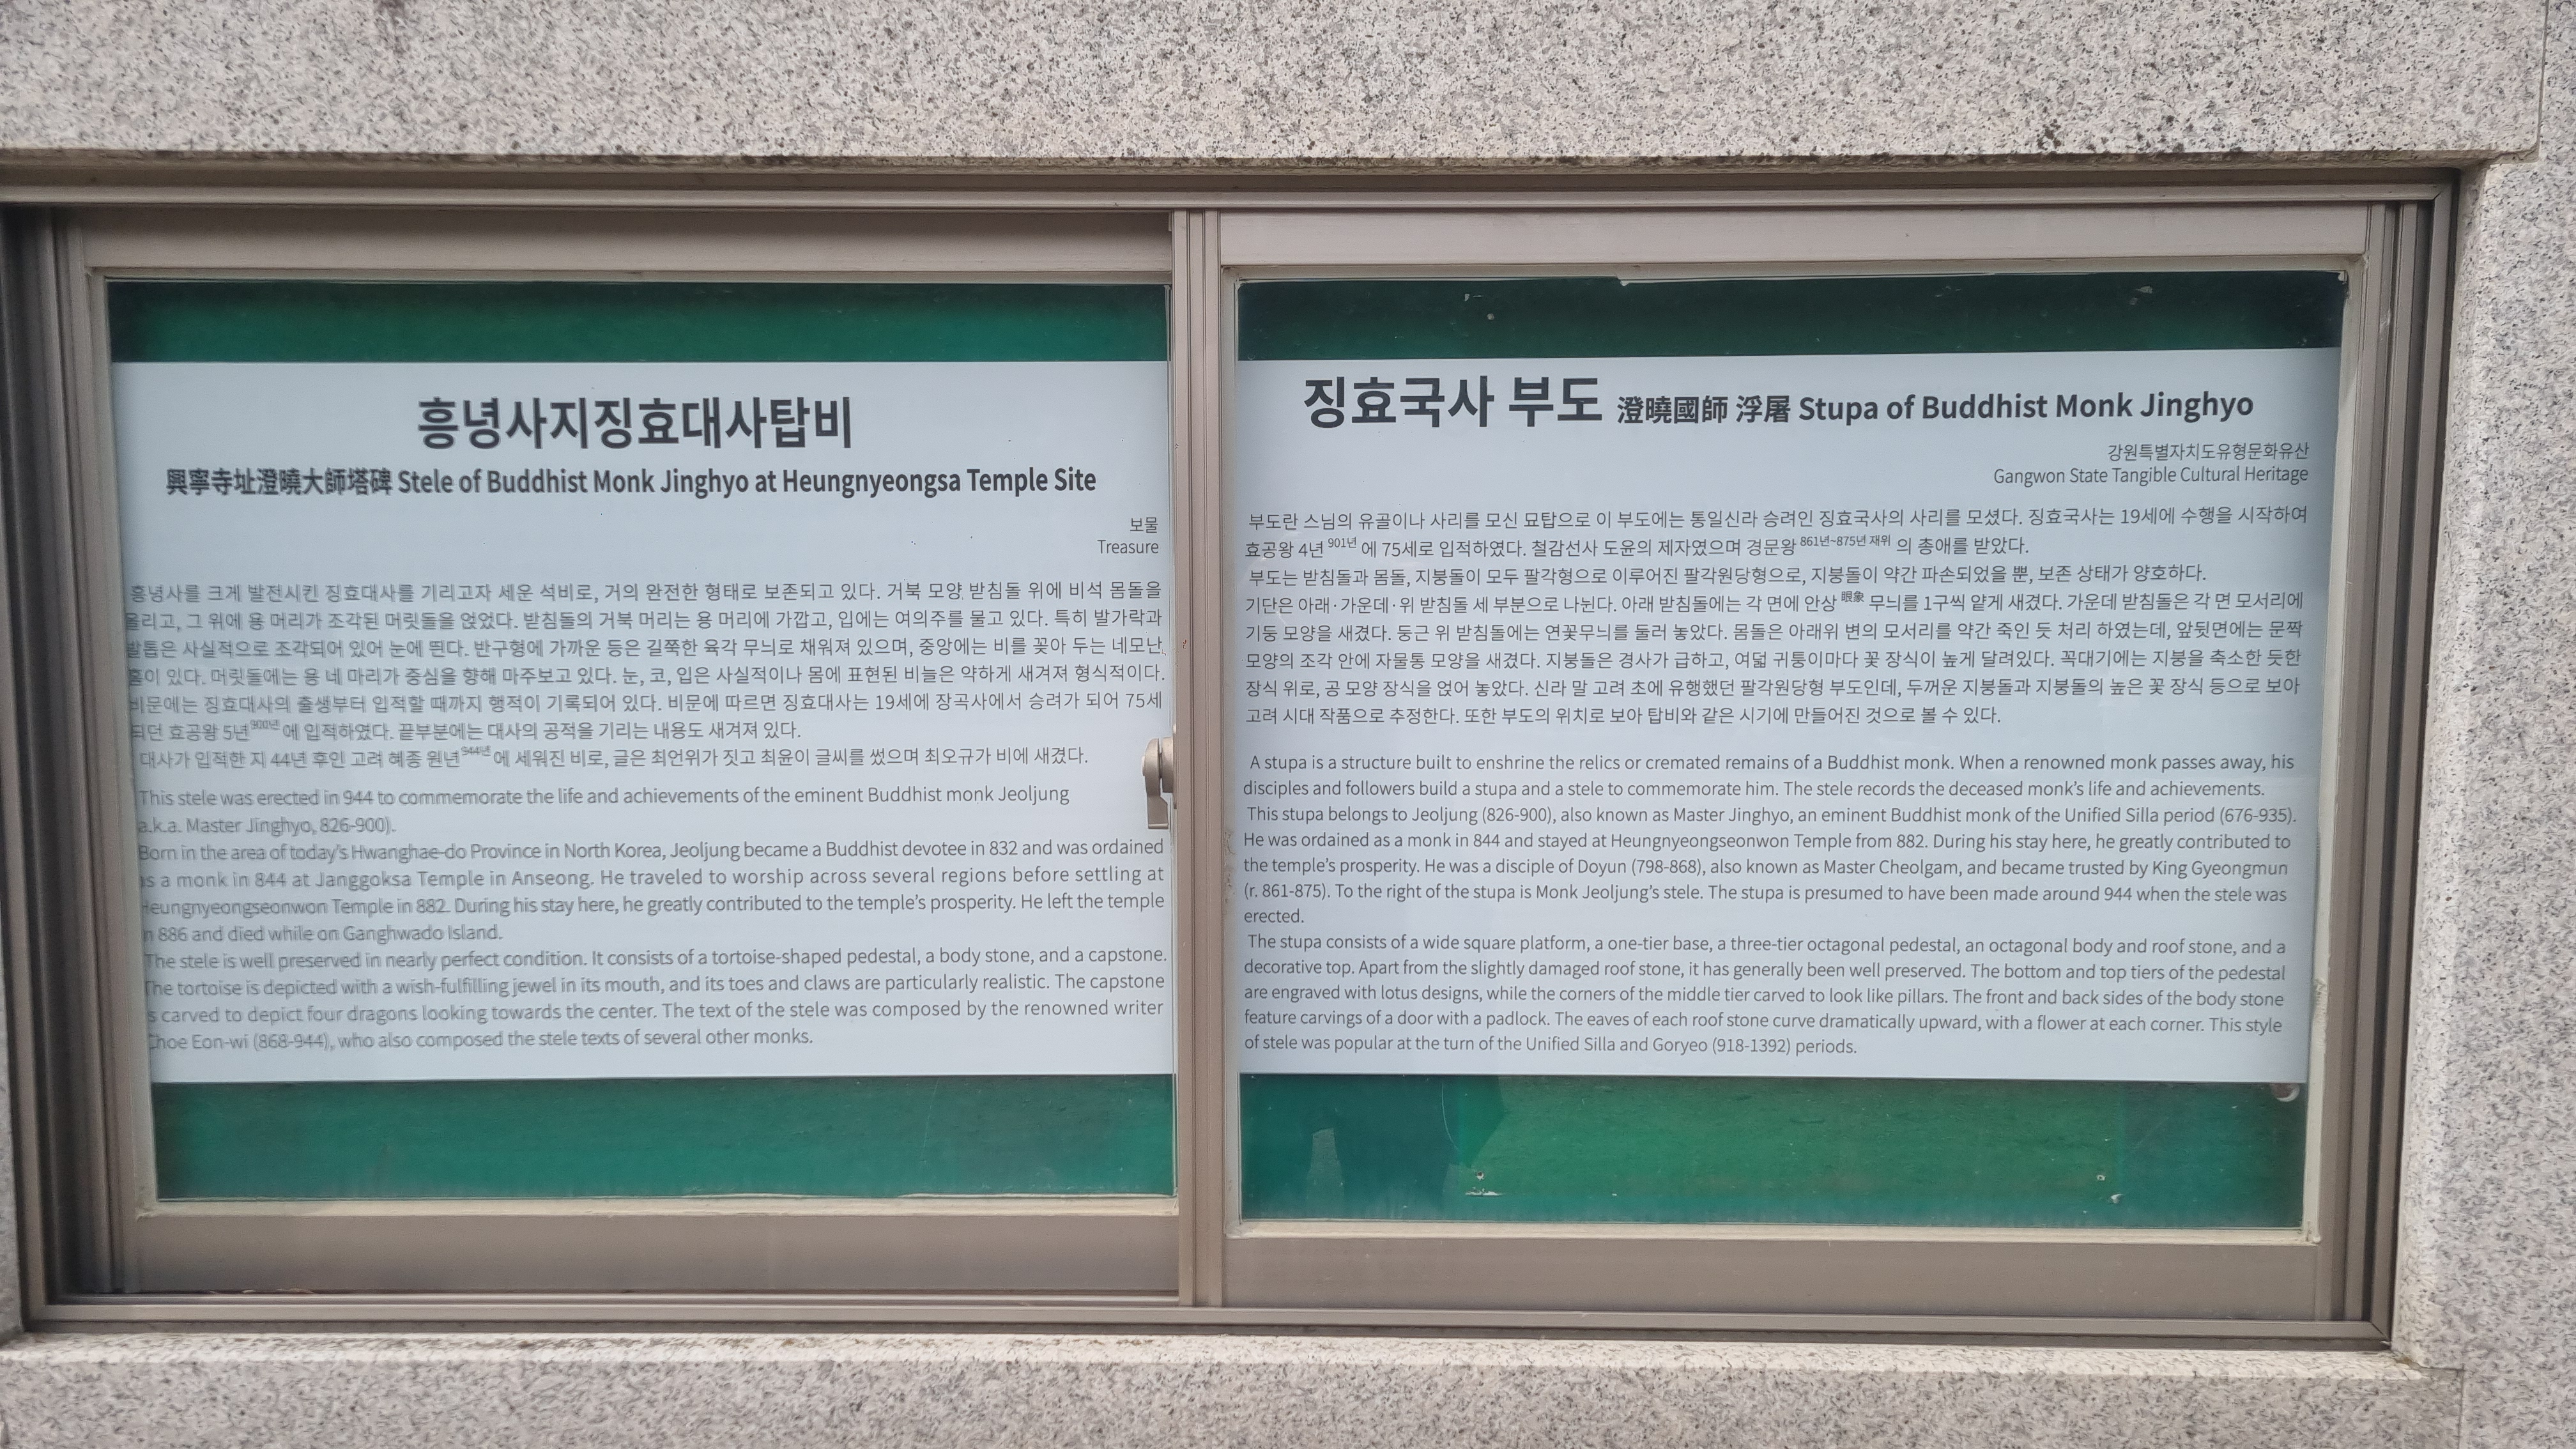 흥녕사지징효대사탑비
興寧寺址澄曉大師塔碑 Stele of Buddhist Monk Jinghyo at Heungnyeongsa Temple Site
보물
Treasure
흥녕사를 크게 발전시킨 징효대사를 기리고자 세운 석비로, 거의 완전한 형태로 보존되고 있다. 거북 모양 받침돌 위에 비석 몸돌을
올리고, 그 위에 용 머리가 조각된 머릿돌을 얹었다. 받침돌의 거북 머리는 용 머리에 가깝고, 입에는 여의주를 물고 있다. 특히 발가락과
발톱은 사실적으로 조각되어 있어 눈에 띈다. 반구형에 가까운 등은 길쭉한 육각 무늬로 채워져 있으며, 중앙에는 비를 꽂아 두는 네모난
홈이 있다. 머릿돌에는 용 네 마리가 중심을 향해 마주보고 있다. 눈, 코, 입은 사실적이나 몸에 표현된 비늘은 약하게 새겨져 형식적이다.
비문에는 징효대사의 출생부터 입적할 때까지 행적이 기록되어 있다. 비문에 따르면 징효대사는 19세에 장곡사에서 승려가 되어 75세
되던 효공왕 5년900년에 입적하였다. 끝부분에는 대사의 공적을 기리는 내용도 새겨져 있다.
대사가 입적한 지 44년 후인 고려 혜종 원년944년에 세워진 비로, 글은 최언위가 짓고 최윤이 글씨를 썼으며 최오규가 비에 새겼다.
This stele was erected in 944 to commemorate the life and achievements of the eminent Buddhist monk Jeoljung
a.k.a. Master Jinghyo, 826-900).
Born in the area of today's Hwanghae-do Province in North Korea, Jeoljung became a Buddhist devotee in 832 and was ordained
as a monk in 844 at Janggoksa Temple in Anseong. He traveled to worship across several regions before settling at
Heungnyeongseonwon Temple in 882. During his stay here, he greatly contributed to the temple's prosperity. He left the temple
in 886 and died while on Ganghwado Island.
The stele is well preserved in nearly perfect condition. It consists of a tortoise-shaped pedestal, a body stone, and a capstone.
The tortoise is depicted with a wish-fulfilling jewel in its mouth, and its toes and claws are particularly realistic. The capstone
is carved to depict four dragons looking towards the center. The text of the stele was composed by the renowned writer
Choe Eon-wi (868-944), who also composed the stele texts of several other monks.
징효국사 부도 澄曉國師 浮屠 Stupa of Buddhist Monk Jinghyo
강원특별자치도유형문화유산
Gangwon State Tangible Cultural Heritage
부도란 스님의 유골이나 사리를 모신 묘탑으로 이 부도에는 통일신라 승려인 징효국사의 사리를 모셨다. 징효국사는 19세에 수행을 시작하여
효공왕 4년 901년 에 75세로 입적하였다. 철감선사 도윤의 제자였으며 경문왕 861년~875년 재위 의 총애를 받았다.
부도는 받침돌과 몸돌, 지붕돌이 모두 팔각형으로 이루어진 팔각원당형으로, 지붕돌이 약간 파손되었을 뿐, 보존 상태가 양호하다.
기단은 아래·가운데·위 받침돌 세 부분으로 나뉜다. 아래 받침돌에는 각 면에 안상 眼象 무늬를 1구씩 얕게 새겼다. 가운데 받침돌은 각 면 모서리에
기둥 모양을 새겼다. 둥근 위 받침돌에는 연꽃무늬를 둘러 놓았다. 몸돌은 아래위 변의 모서리를 약간 죽인 듯 처리 하였는데, 앞뒷면에는 문짝
모양의 조각 안에 자물통 모양을 새겼다. 지붕돌은 경사가 급하고, 여덟 귀퉁이마다 꽃 장식이 높게 달려있다. 꼭대기에는 지붕을 축소한 듯한
장식 위로, 공 모양 장식을 얹어 놓았다. 신라 말 고려 초에 유행했던 팔각원당형 부도인데, 두꺼운 지붕돌과 지붕돌의 높은 꽃 장식 등으로 보아
고려 시대 작품으로 추정한다. 또한 부도의 위치로 보아 탑비와 같은 시기에 만들어진 것으로 볼 수 있다.
A stupa is a structure built to enshrine the relics or cremated remains of a Buddhist monk. When a renowned monk passes away, his
disciples and followers build a stupa and a stele to commemorate him. The stele records the deceased monk's life and achievements.
This stupa belongs to Jeoljung (826-900), also known as Master Jinghyo, an eminent Buddhist monk of the Unified Silla period (676-935).
He was ordained as a monk in 844 and stayed at Heungnyeongseonwon Temple from 882. During his stay here, he greatly contributed to
the temple's prosperity. He was a disciple of Doyun (798-868), also known as Master Cheolgam, and became trusted by King Gyeongmun
(r. 861-875). To the right of the stupa is Monk Jeoljung's stele. The stupa is presumed to have been made around 944 when the stele was
erected.
The stupa consists of a wide square platform, a one-tier base, a three-tier octagonal pedestal, an octagonal body and roof stone, and a
decorative top. Apart from the slightly damaged roof stone, it has generally been well preserved. The bottom and top tiers of the pedestal
are engraved with lotus designs, while the corners of the middle tier carved to look like pillars. The front and back sides of the body stone
feature carvings of a door with a padlock. The eaves of each roof stone curve dramatically upward, with a flower at each corner. This style
of stele was popular at the turn of the Unified Silla and Goryeo (918-1392) periods.